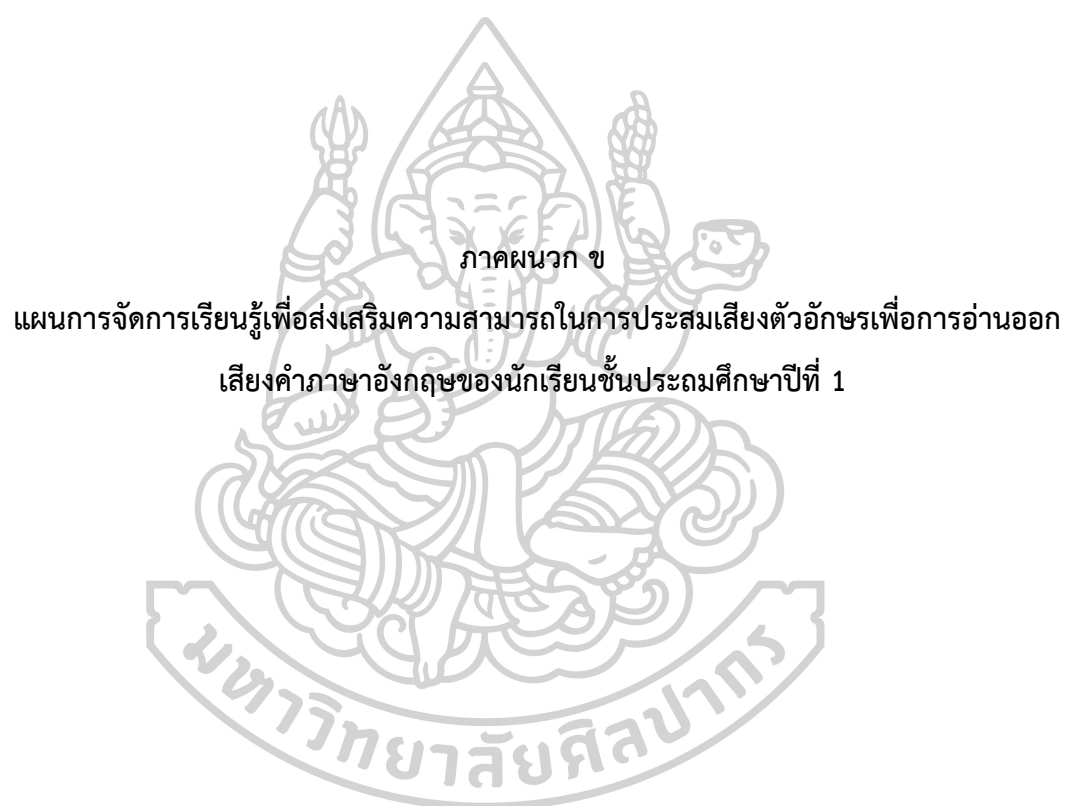 ภาคผนวก ข
แผนการจัดการเรียนรู้เพื่อส่งเสริมความสามารถในการประสมเสียงตัวอักษรเพื่อการอ่านออก
เสียงคำภาษาอังกฤษของนักเรียนชั้นประถมศึกษาปีที่ 1
มหาวิทยาลัยศิลปากร